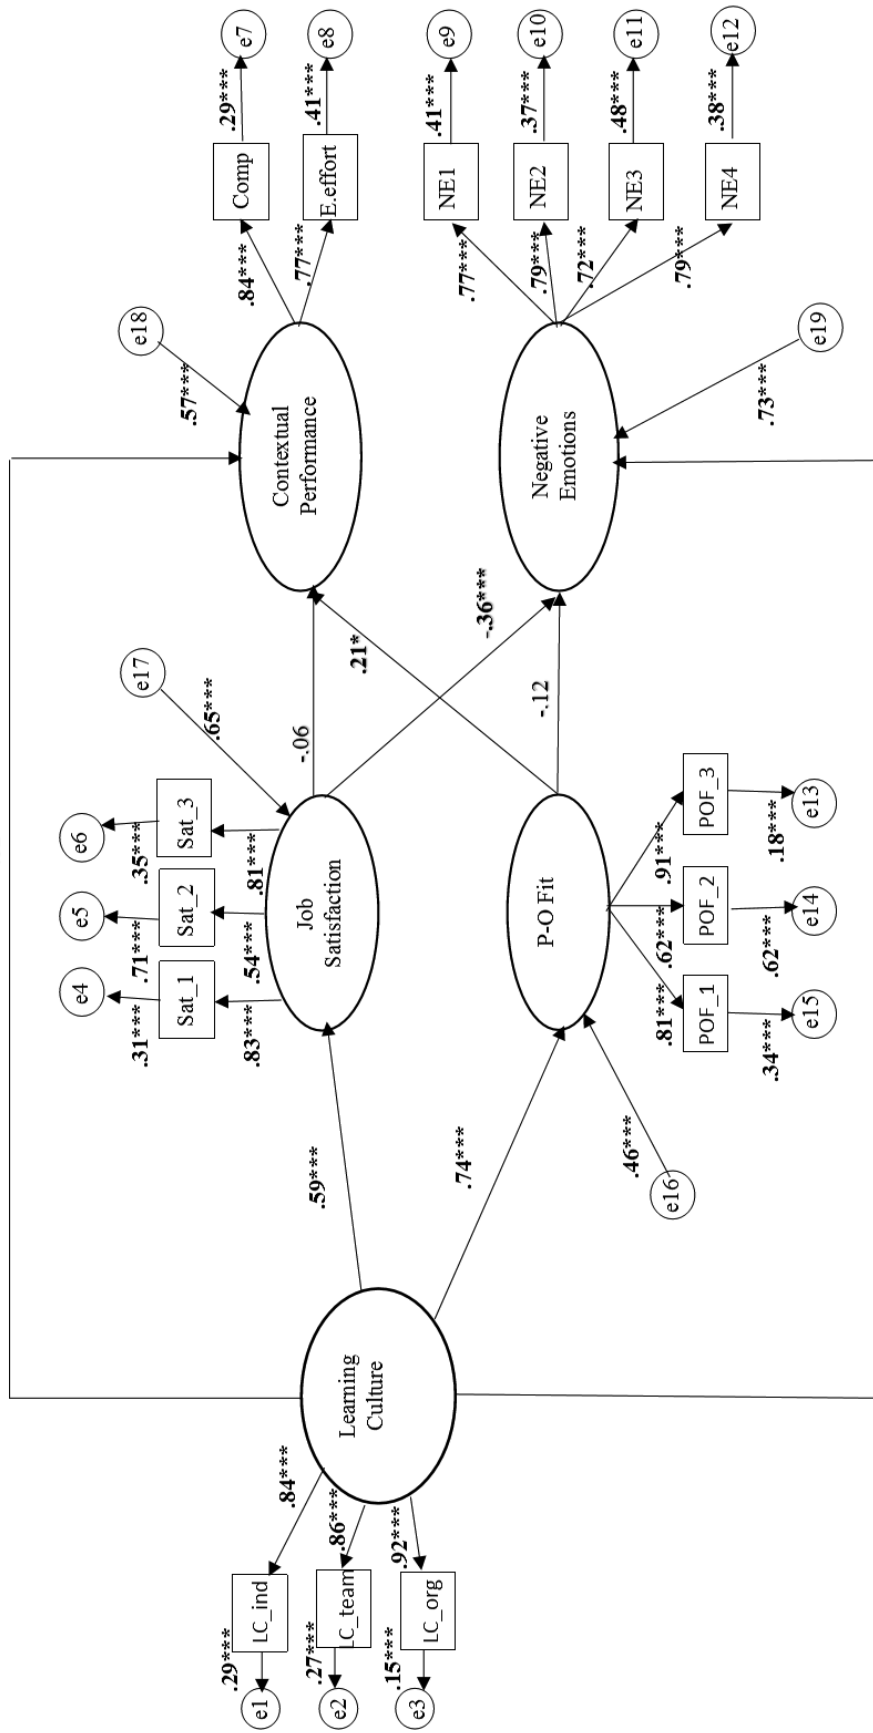 e1
.29***
LC_ind
.84***
e2
.27***
LC_team
.86***
e3
.15***
LC_org
.92***
Learning
Culture
.59***
.74***
e4
.31***
Sat_1
.83***
e5
.71***
Sat_2
.54***
e6
.35***
Sat_3
.81***
Job
Satisfaction
e17
.65***
P-O Fit
e16
.46***
.81***
POF_1
.34***
e15
.62***
POF_2
.62***
e14
.91***
POF_3
.18***
e13
-.06
.21*
-.36***
-.12
Contextual
Performance
e18
.57***
.84***
Comp
.29***
e7
.77***
E.effort
.41***
e8
Negative
Emotions
e19
.73***
.77***
NE1
.41***
e9
.79***
NE2
.37***
e10
.72***
NE3
.48***
e11
.79***
NE4
.38***
e12